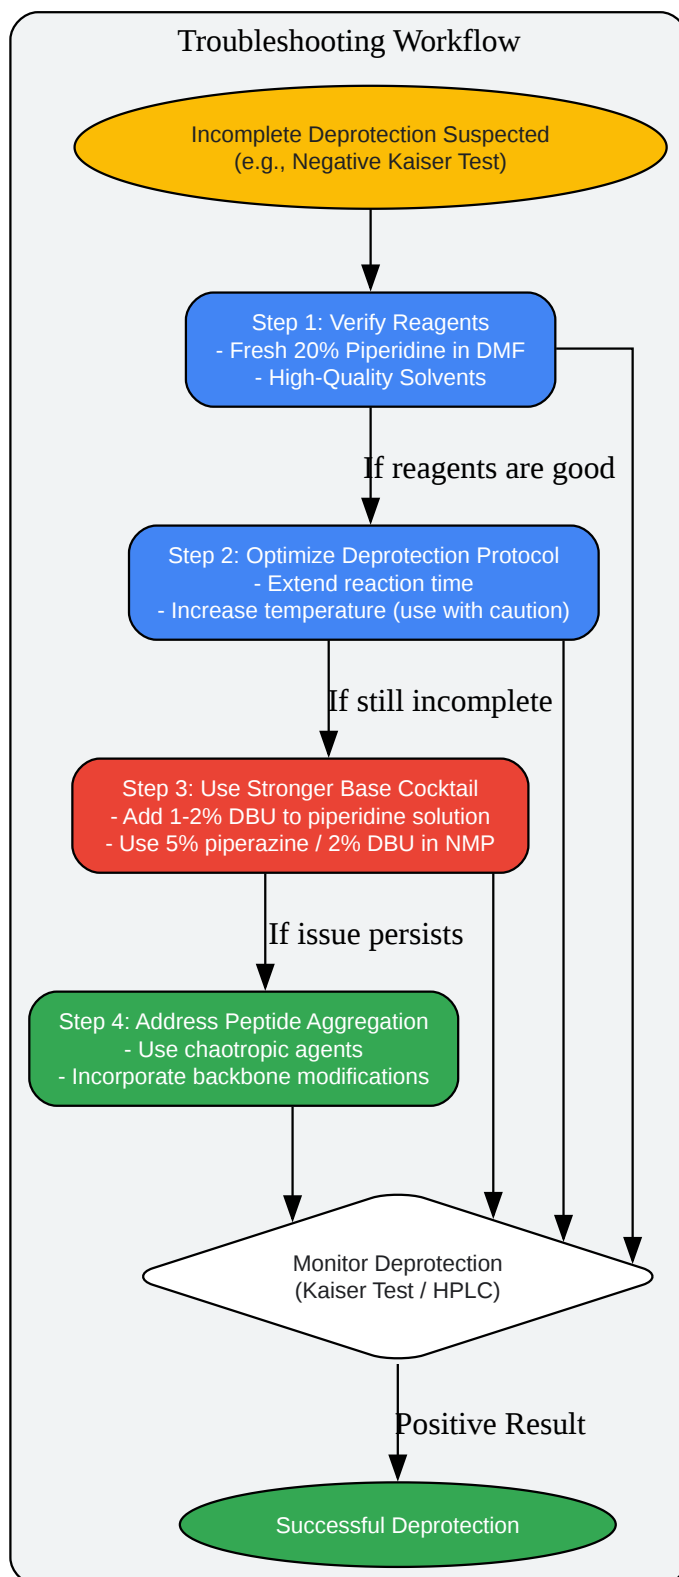 Troubleshooting Workflow
Incomplete Deprotection Suspected
(e.g., Negative Kaiser Test)
Step 1: Verify Reagents
- Fresh 20% Piperidine in DMF
- High-Quality Solvents
If reagents are good
Step 2: Optimize Deprotection Protocol
- Extend reaction time
- Increase temperature (use with caution)
If still incomplete
Step 3: Use Stronger Base Cocktail
- Add 1-2% DBU to piperidine solution
- Use 5% piperazine / 2% DBU in NMP
If issue persists
Step 4: Address Peptide Aggregation
- Use chaotropic agents
- Incorporate backbone modifications
Monitor Deprotection
(Kaiser Test / HPLC)
Positive Result
Successful Deprotection